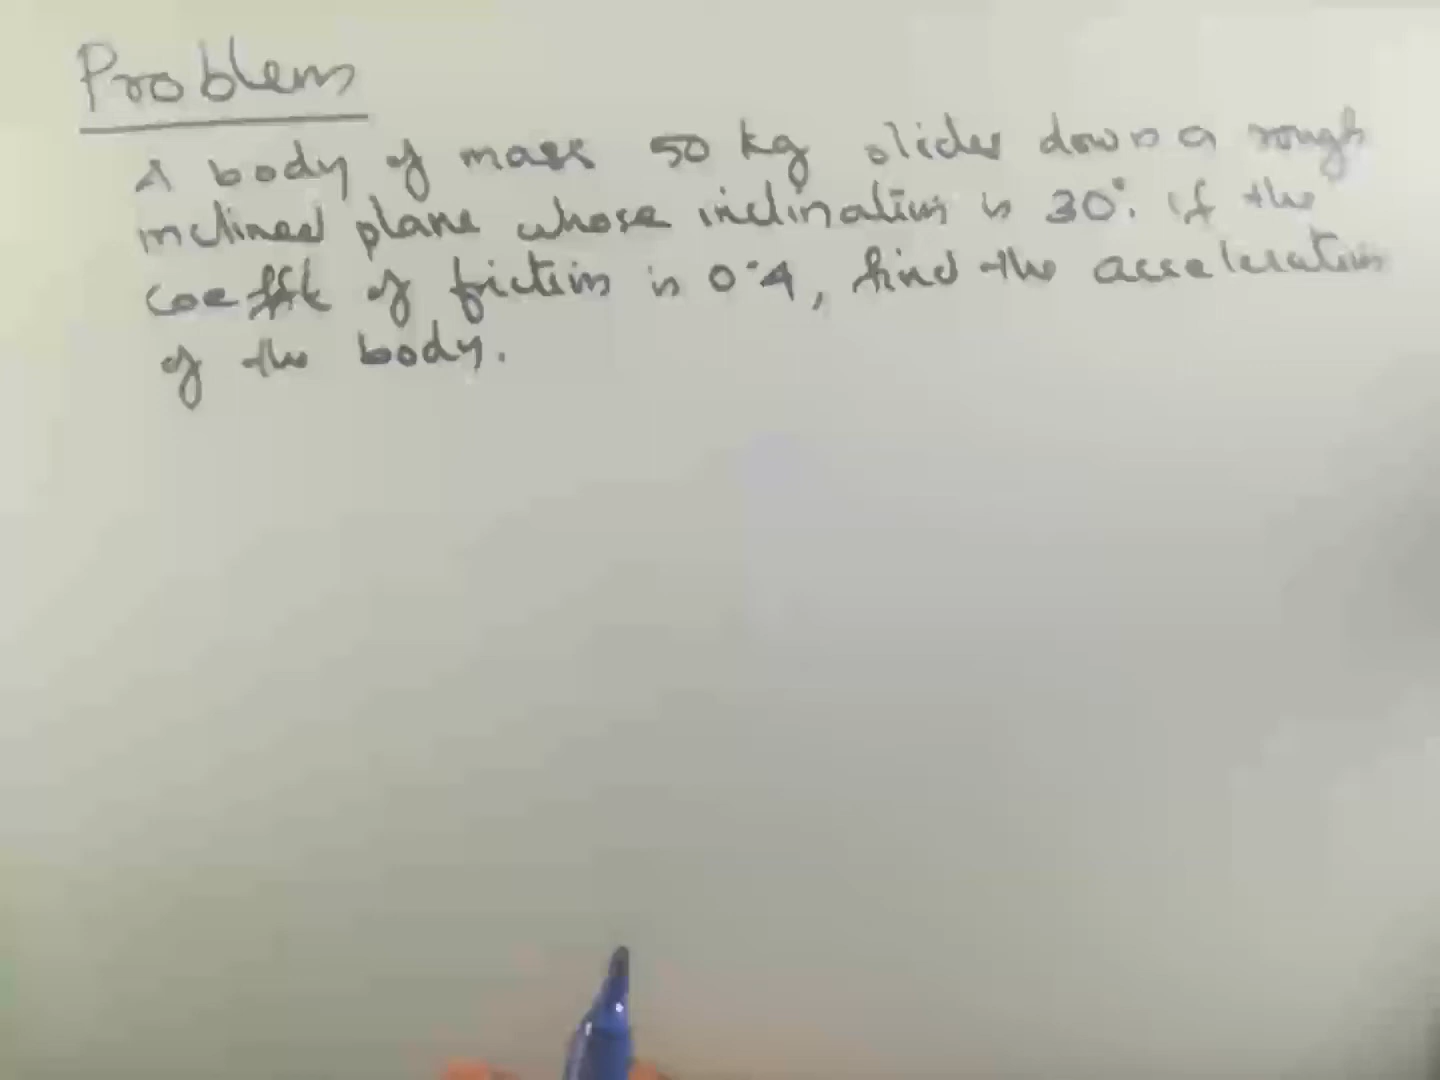 Problem
A body of mass 50 kg slides down a rough
inclined plane whose inclination is 30°. If the
coefft of friction is 0.4, find the acceleration
of the body.